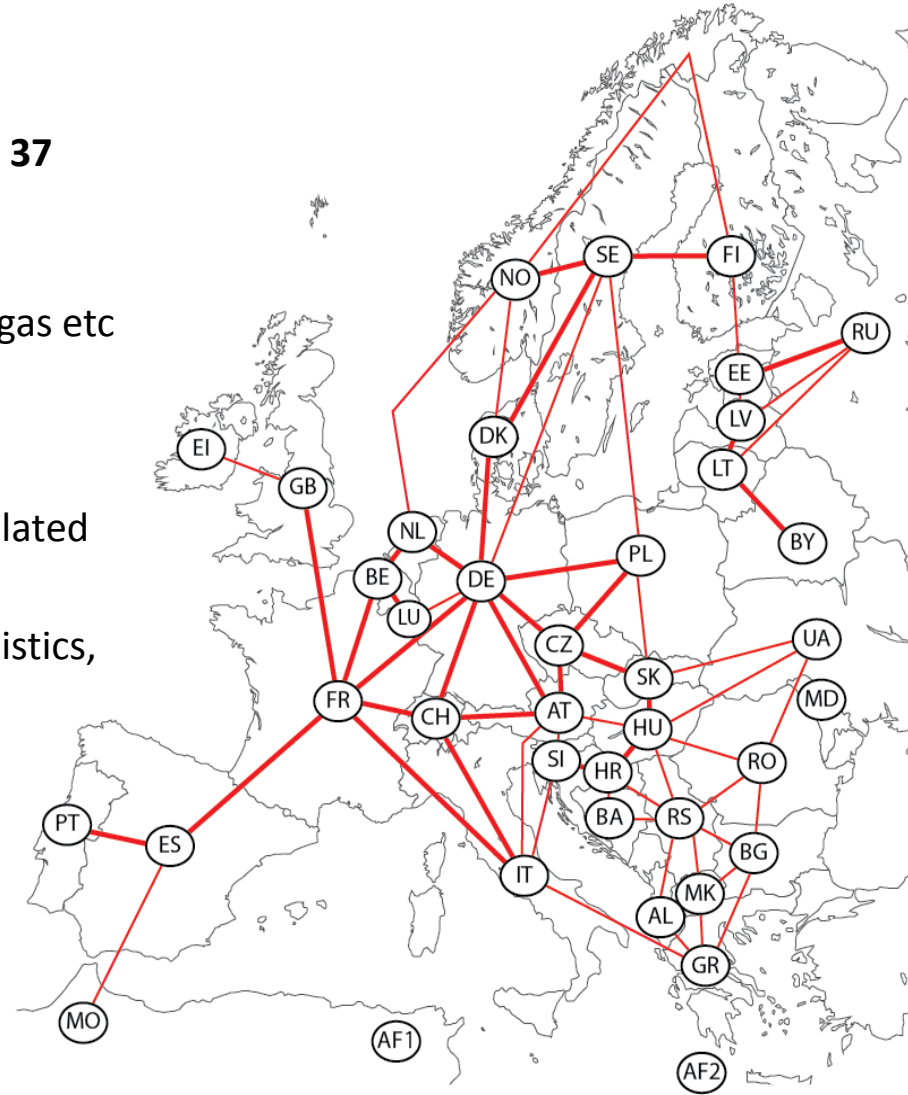 37
gas etc
lated
istics,
NO
SE
FI
RU
EE
LV
DK
EI
LT
GB
NL
BY
PL
BE
DE
LU
CZ
UA
SK
FR
MD
CH
AT
HU
SI
RO
HR
PT
BA
RS
ES
BG
IT
MK
AL
GR
MO
AF1
AF2